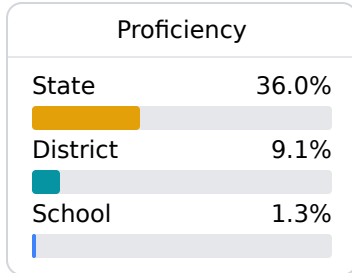 Proficiency
State 36.0%
District 9.1%
School 1.3%